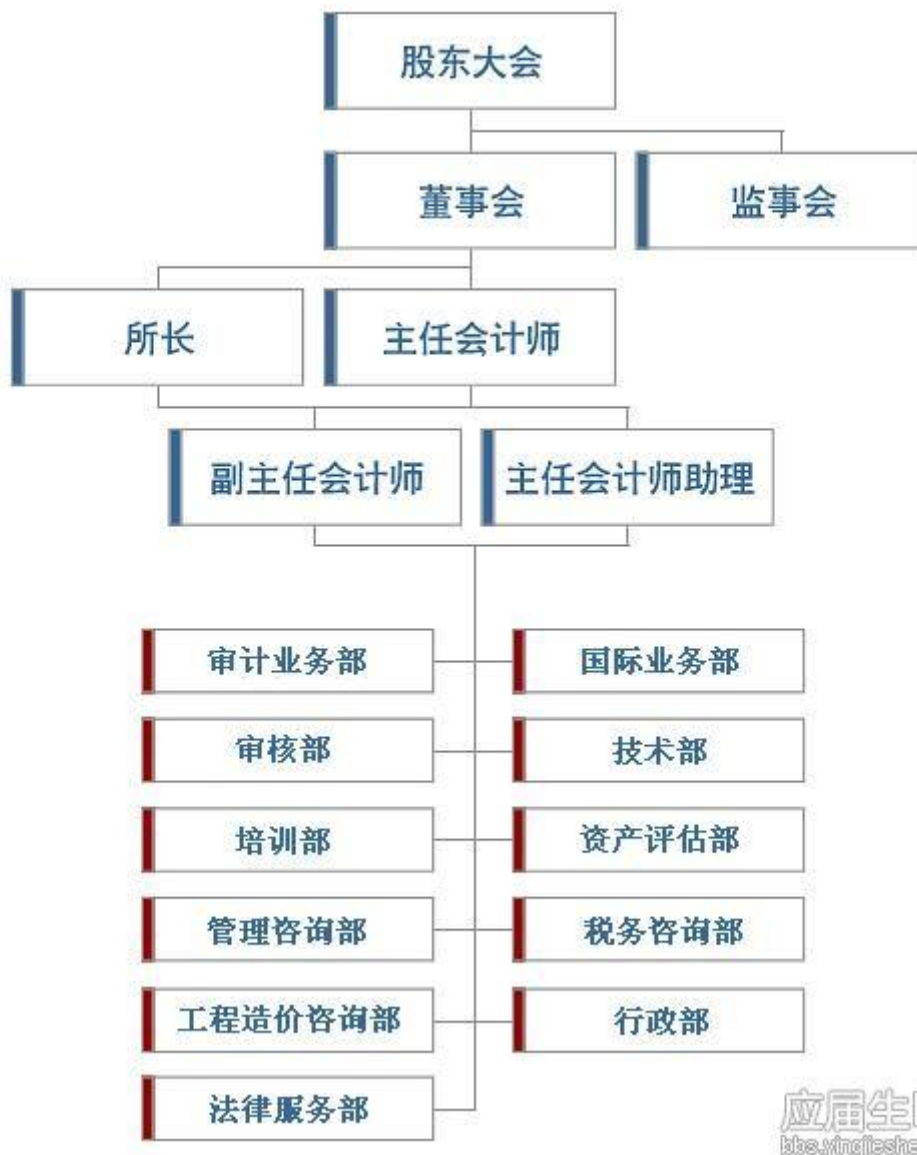 股东大会
董事会
监事会
所长
主任会计师
副主任会计师
主任会计师助理
审计业务部
国际业务部
审核部
技术部
培训部
资产评估部
管理咨询部
税务咨询部
工程造价咨询部
行政部
法律服务部
应届生
bbs.yingjieshe